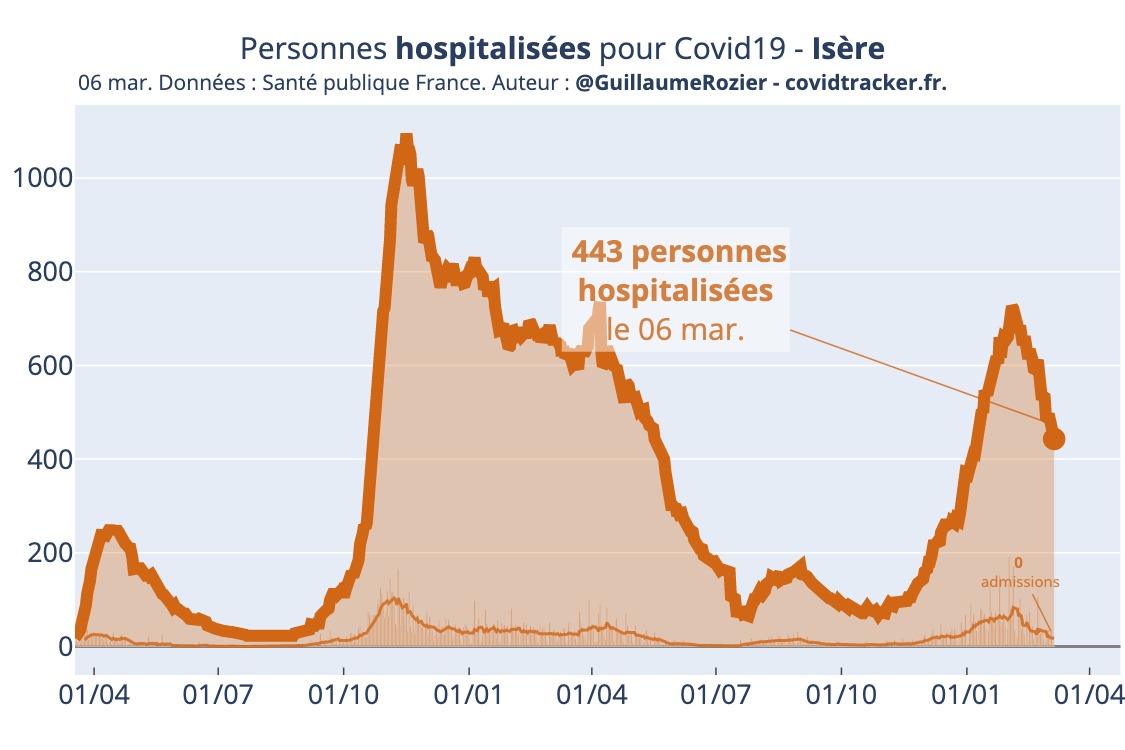 Personnes hospitalisées pour Covid19 - Isère
06 mar. Données : Santé publique France. Auteur : @GuillaumeRozier - covidtracker.fr.
1000
800
600
400
200
0
443 personnes
hospitalisées
le 06 mar.
0
admissions
01/04
01/07
01/10
01/01
01/04
01/07
01/10
01/01
01/04